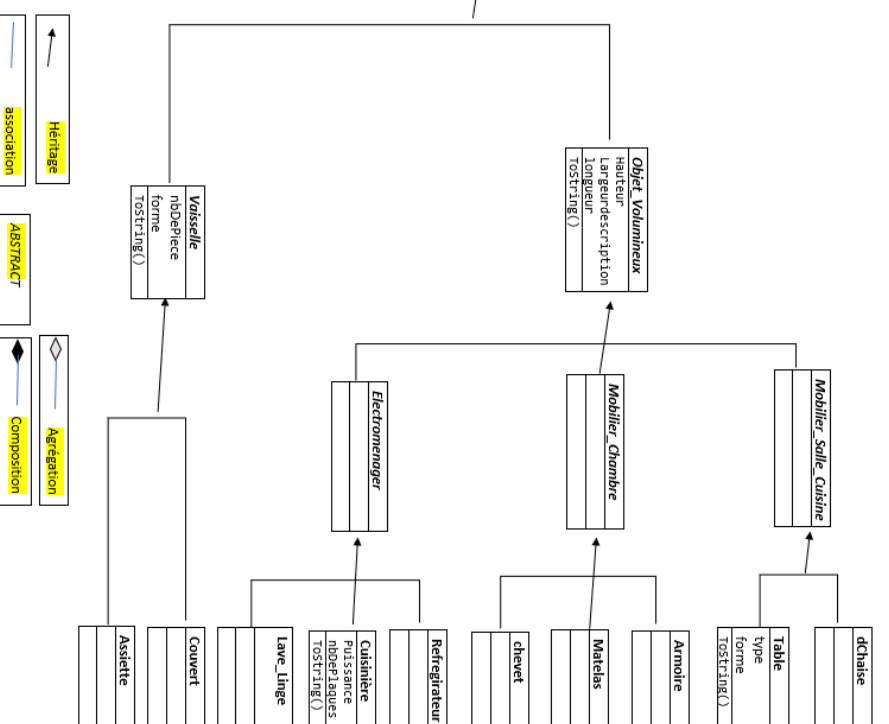 Héritage
association
ABSTRACT
Agrégation
Composition
Objet_Volumineux
Hauteur
Largeurdescription
longueur
ToString()
Vaisselle
nbDePiece
forme
ToString()
Mobilier_Salle_Cuisine
Mobilier_Chambre
Electromenager
dChaise
Table
type
forme
ToString()
Armoire
Matelas
chevet
Refregirateur
Cuisinière
Puissance
nbDePlaques
ToString()
Lave_Linge
Couvert
Assiette